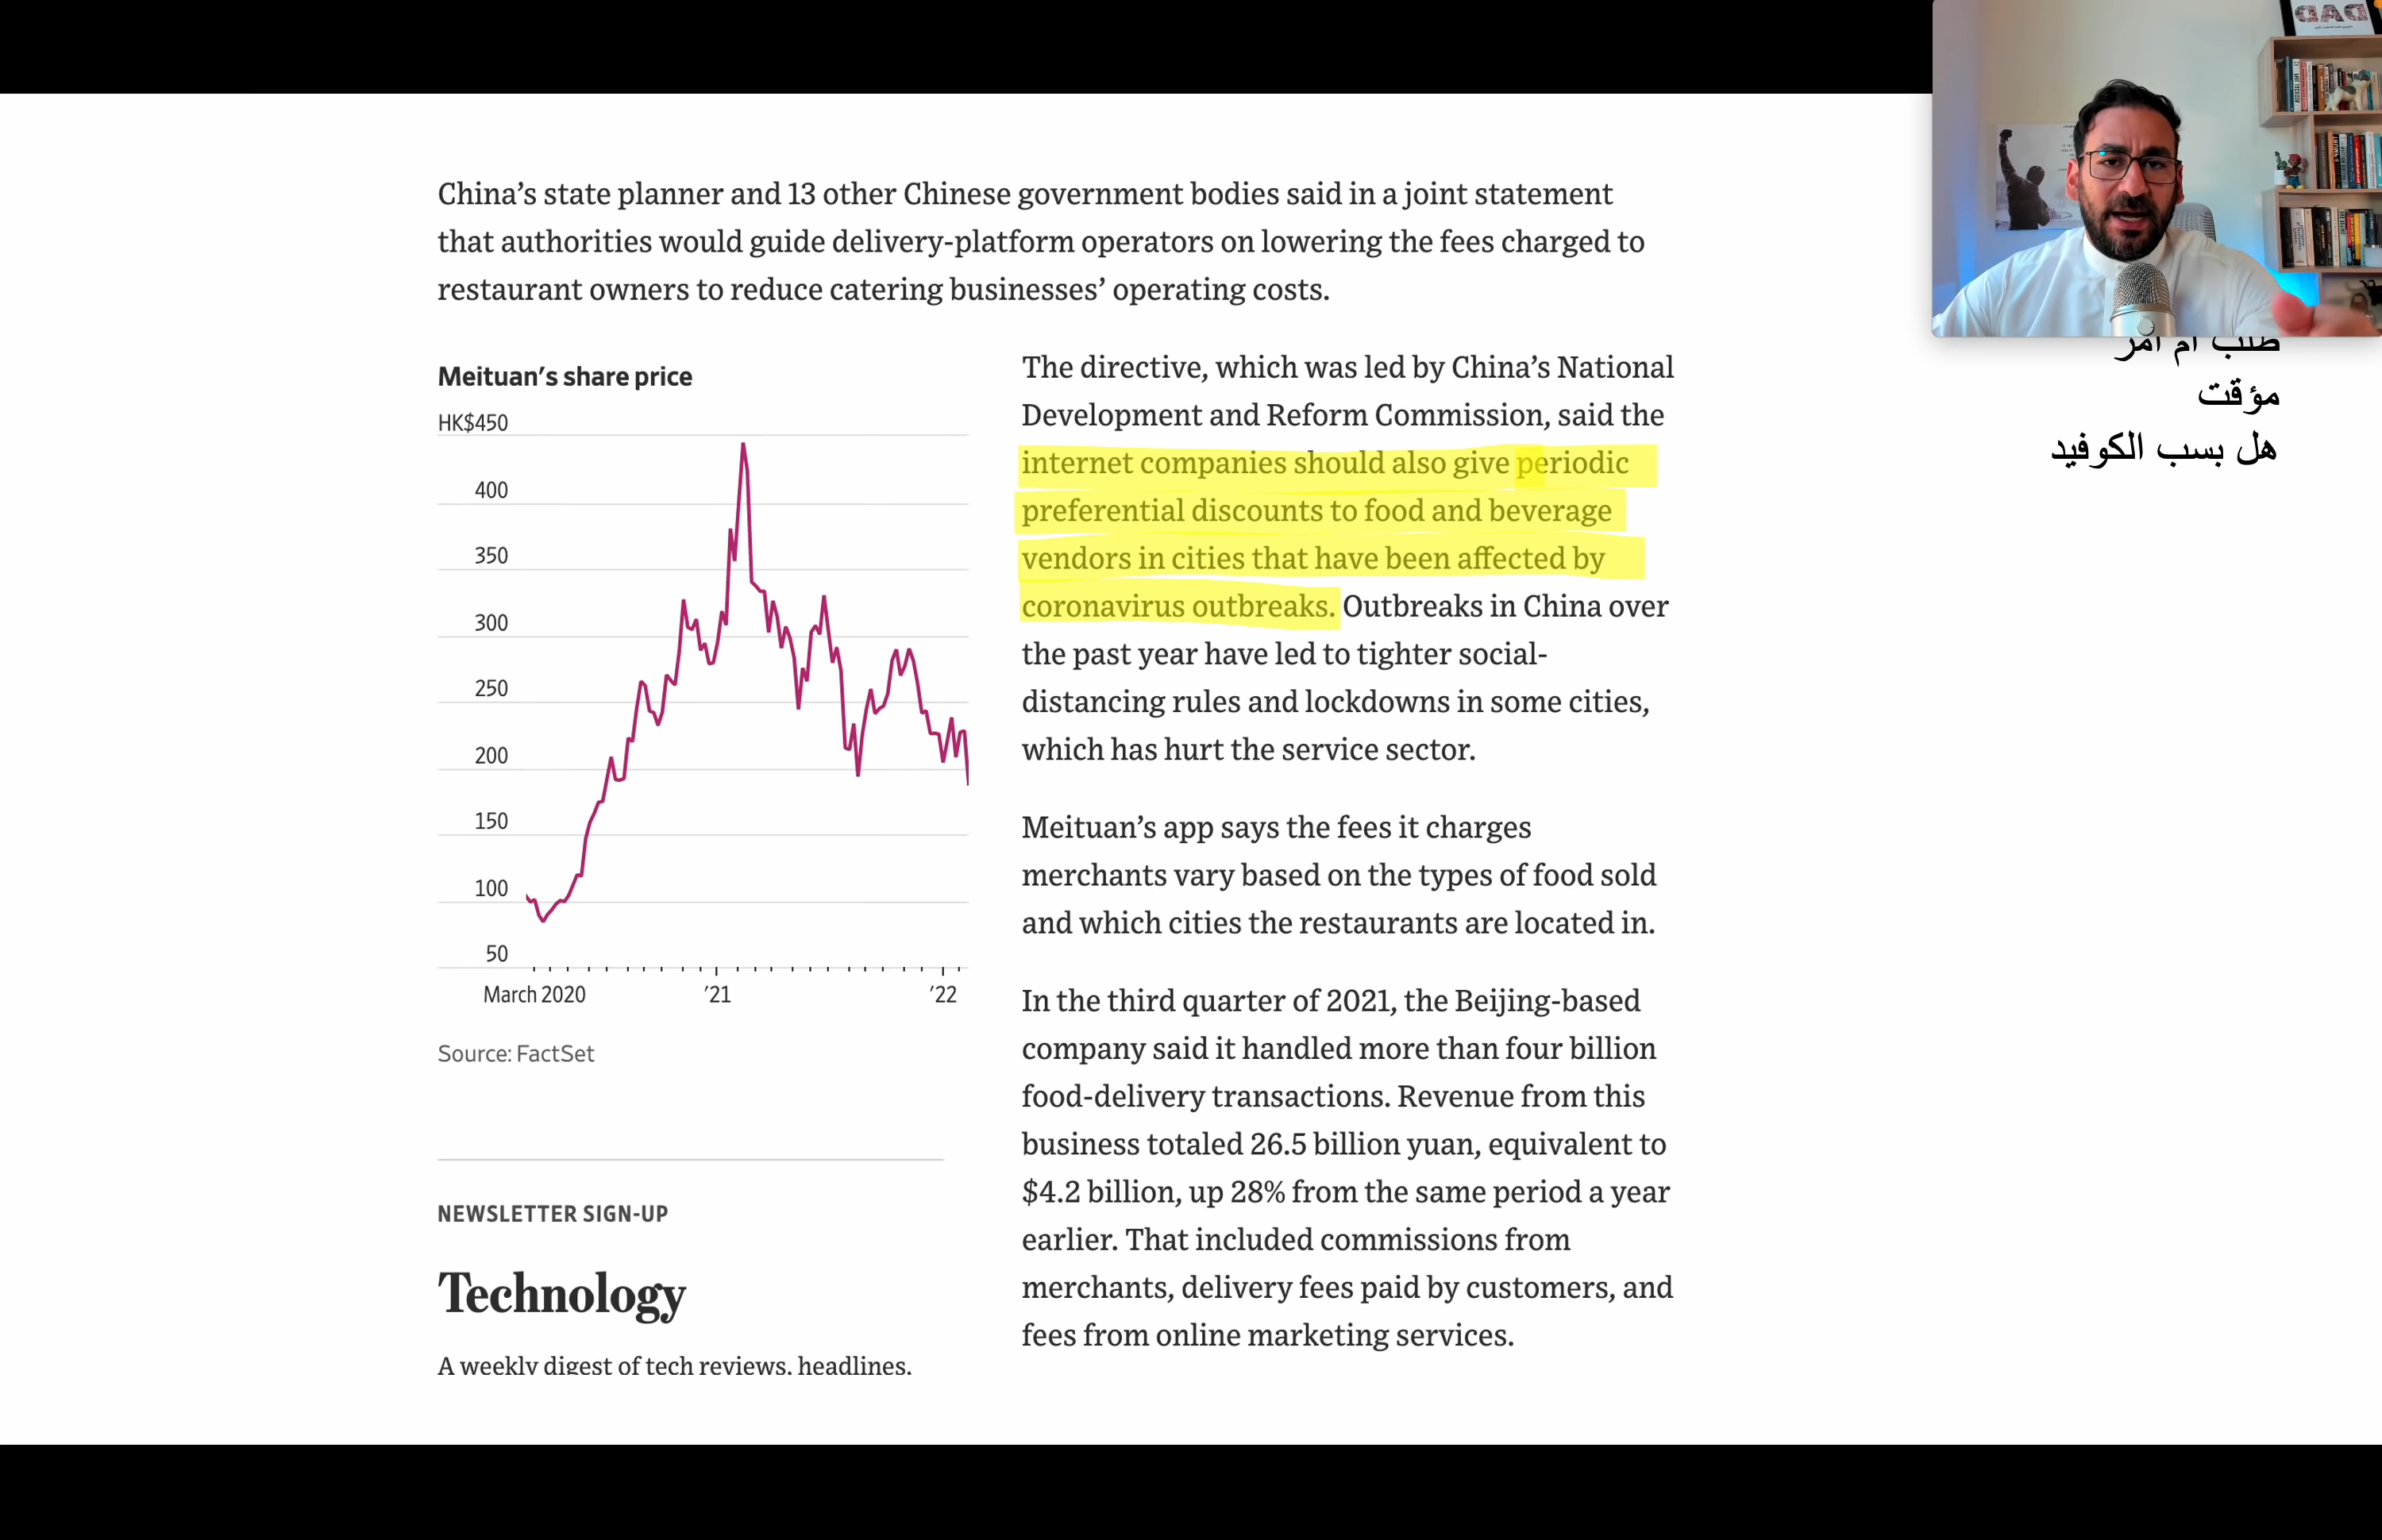 China’s state planner and 13 other Chinese government bodies said in a joint statement
that authorities would guide delivery-platform operators on lowering the fees charged to
restaurant owners to reduce catering businesses’ operating costs.
Meituan’s share price
HK$450
400
350
300
250
200
150
100
50
March 2020
’21
’22
Source: FactSet
NEWSLETTER SIGN-UP
Technology
A weekly digest of tech reviews, headlines,
The directive, which was led by China’s National
Development and Reform Commission, said the
internet companies should also give periodic
preferential discounts to food and beverage
vendors in cities that have been affected by
coronavirus outbreaks. Outbreaks in China over
the past year have led to tighter social-
distancing rules and lockdowns in some cities,
which has hurt the service sector.
Meituan’s app says the fees it charges
merchants vary based on the types of food sold
and which cities the restaurants are located in.
In the third quarter of 2021, the Beijing-based
company said it handled more than four billion
food-delivery transactions. Revenue from this
business totaled 26.5 billion yuan, equivalent to
$4.2 billion, up 28% from the same period a year
earlier. That included commissions from
merchants, delivery fees paid by customers, and
fees from online marketing services.
DAD
طلب ام امر
مؤقت
هل بسب الكوفيد